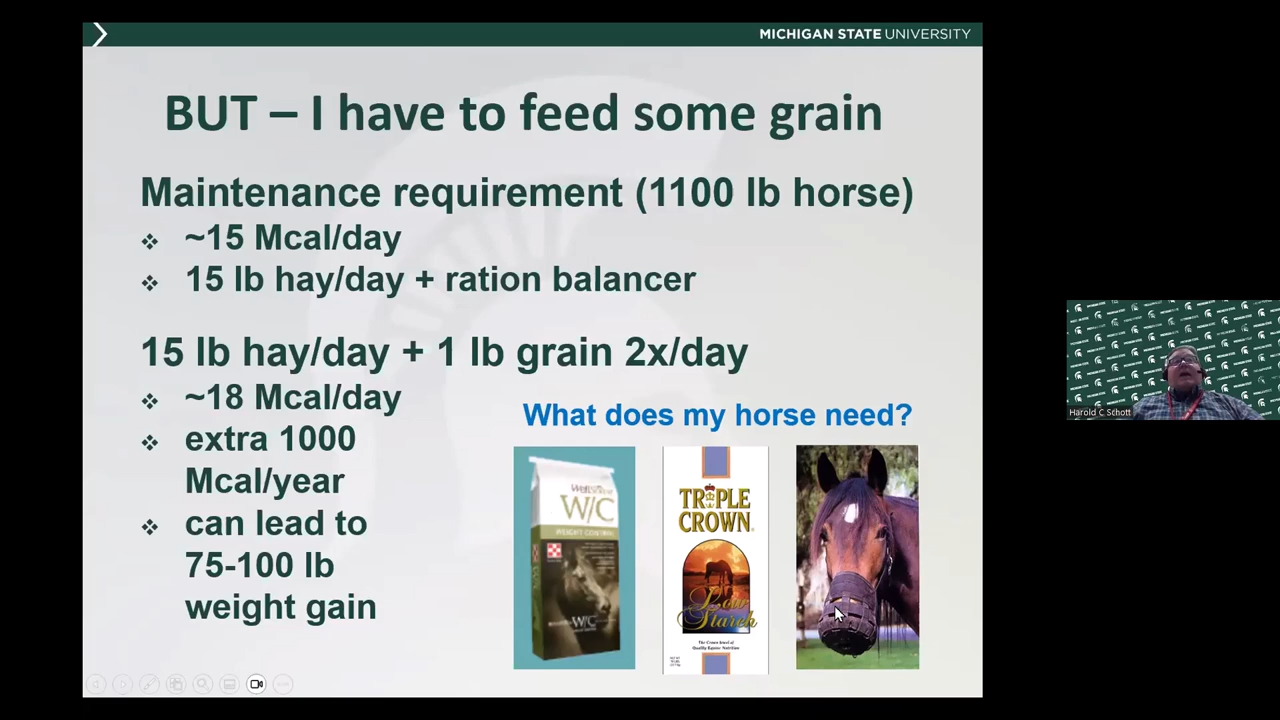 MICHIGAN STATE UNIVERSITY
BUT – I have to feed some grain
Maintenance requirement (1100 lb horse)
~15 Mcal/day
15 lb hay/day + ration balancer
15 lb hay/day + 1 lb grain 2x/day
~18 Mcal/day
extra 1000
Mcal/year
can lead to
75-100 lb
weight gain
What does my horse need?
W/C
WEIGHT CONTROL
W/C
TRIPLE
CROWN
Low
Starch
Harold C Schott